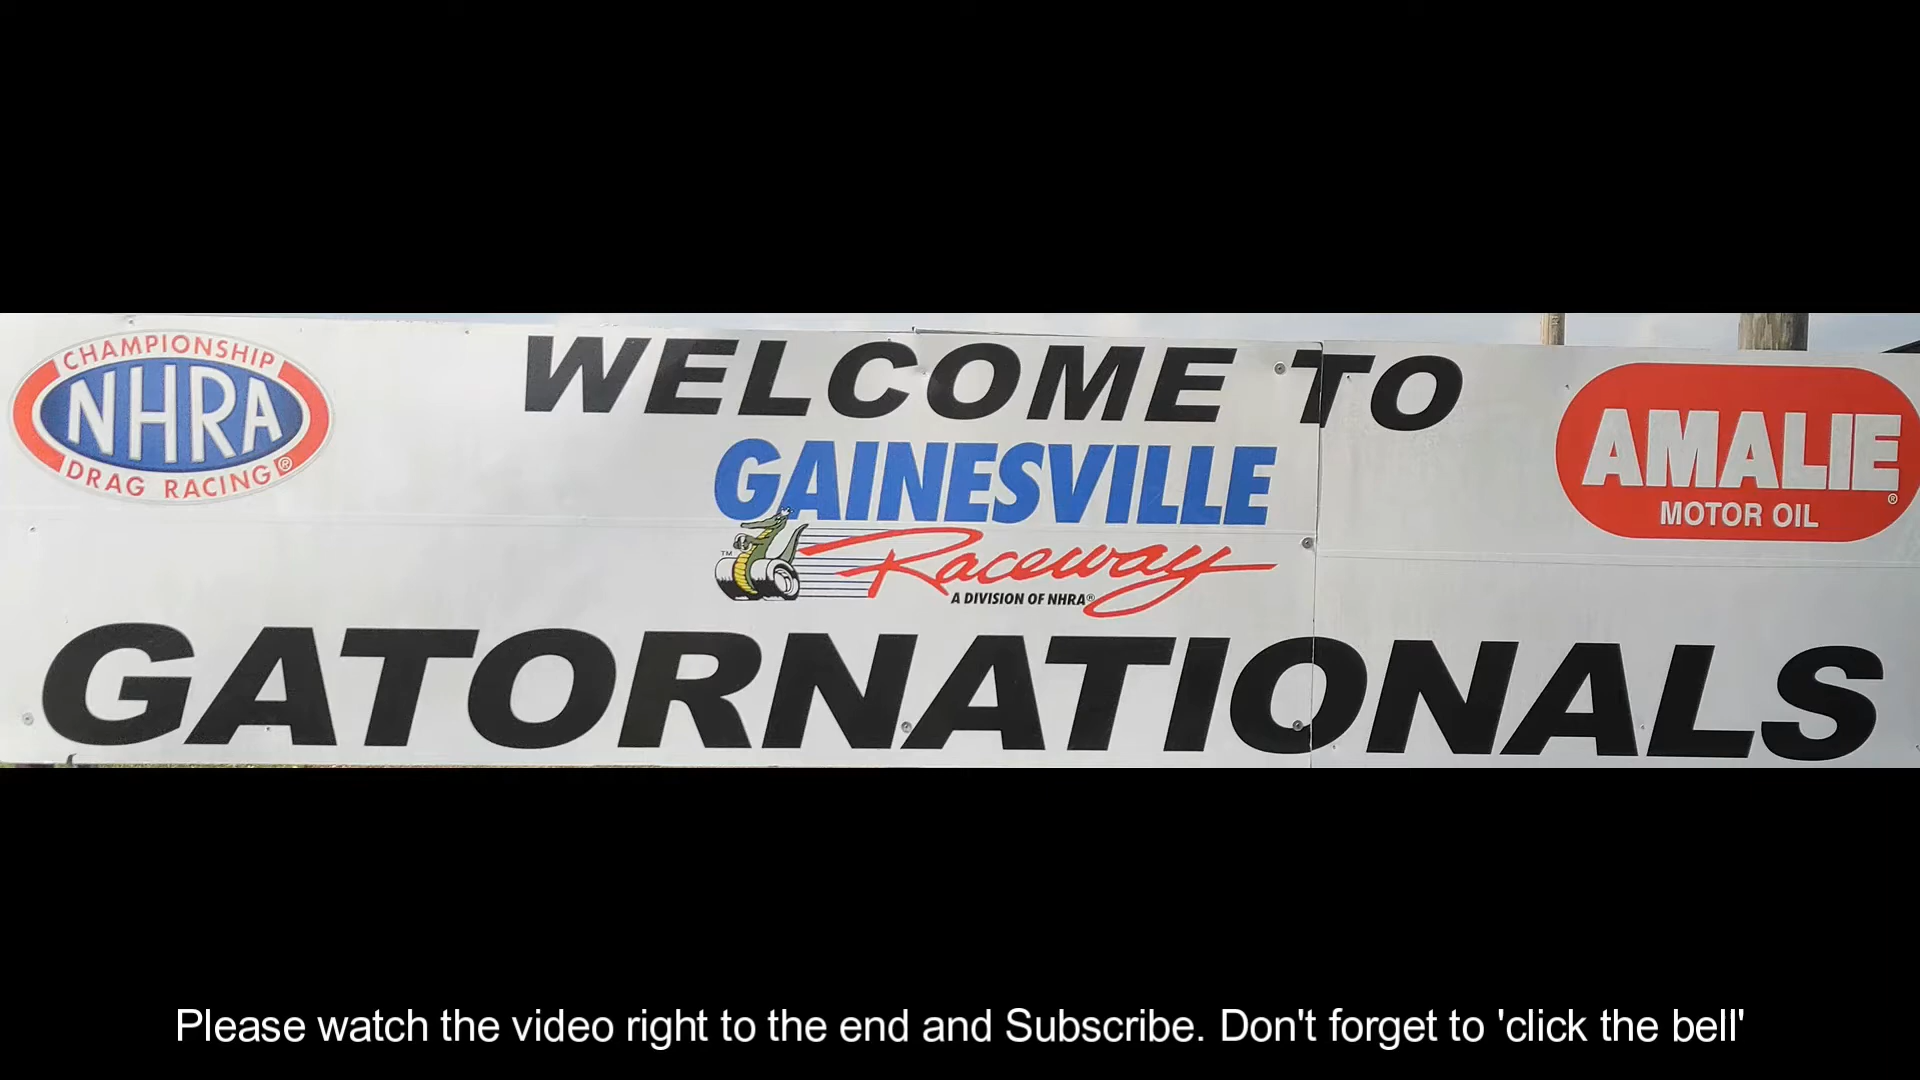 WELCOME TO
CHAMPIONSHIP
NHRA
DRAG RACING®
GAINESVILLE
™
Raceway
A DIVISION OF NHRA®
AMALIE®
MOTOR OIL
GATORNATIONALS
Please watch the video right to the end and Subscribe. Don't forget to 'click the bell'